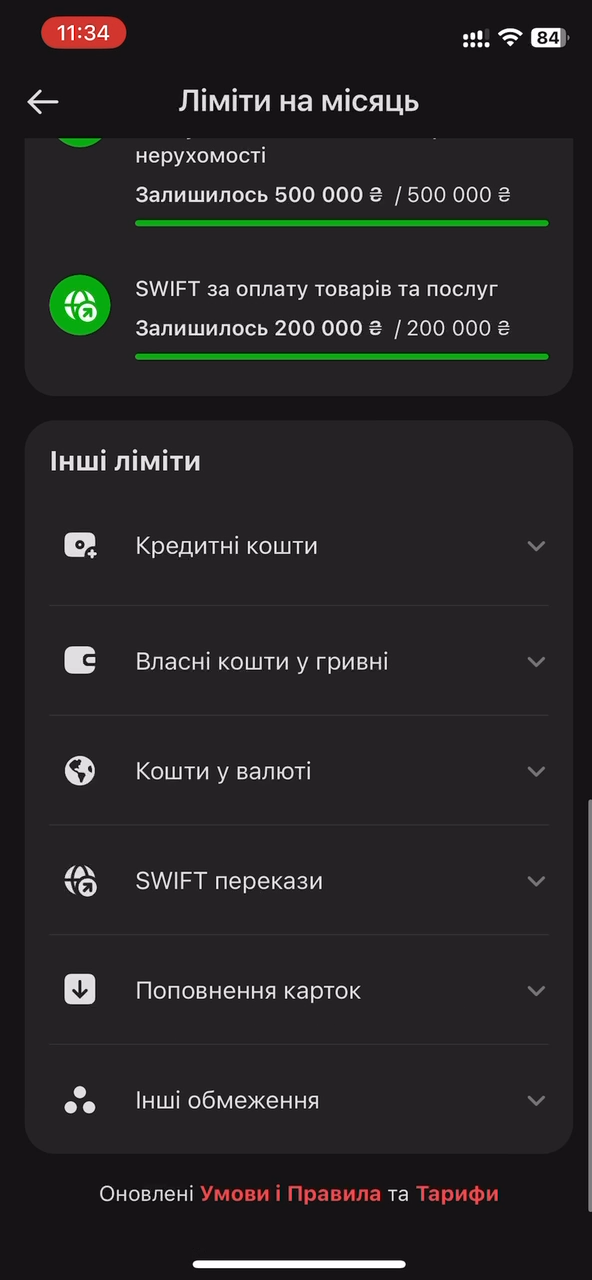 11:34
84
Ліміти на місяць
нерухомості
Залишилось 500 000 ₴ / 500 000 ₴
SWIFT за оплату товарів та послуг
Залишилось 200 000 ₴ / 200 000 ₴
Інші ліміти
Кредитні кошти
Власні кошти у гривні
Кошти у валюті
SWIFT перекази
Поповнення карток
Інші обмеження
Оновлені Умови і Правила та Тарифи